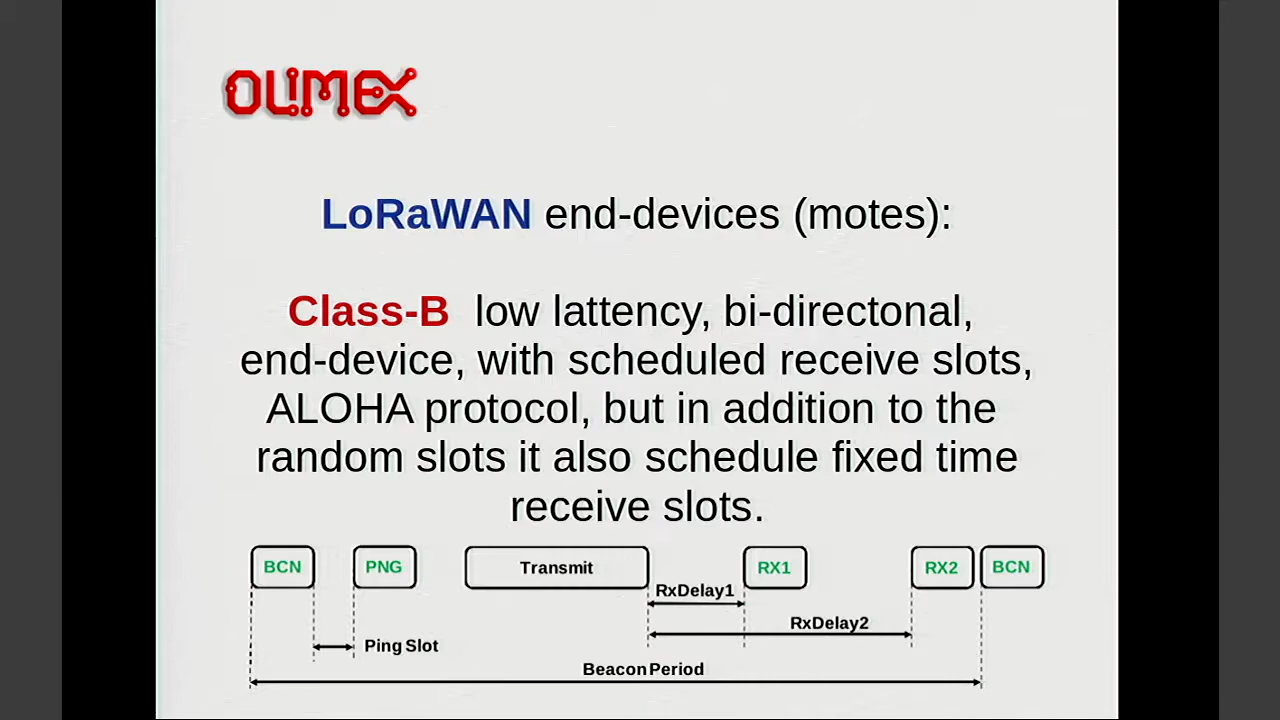 OLIMEX
LoRaWAN end-devices (motes):
Class-B low lattency, bi-directonal,
end-device, with scheduled receive slots,
ALOHA protocol, but in addition to the
random slots it also schedule fixed time
receive slots.
BCN PNG Transmit RX1 RX2 BCN
RxDelay1
RxDelay2
Ping Slot
Beacon Period